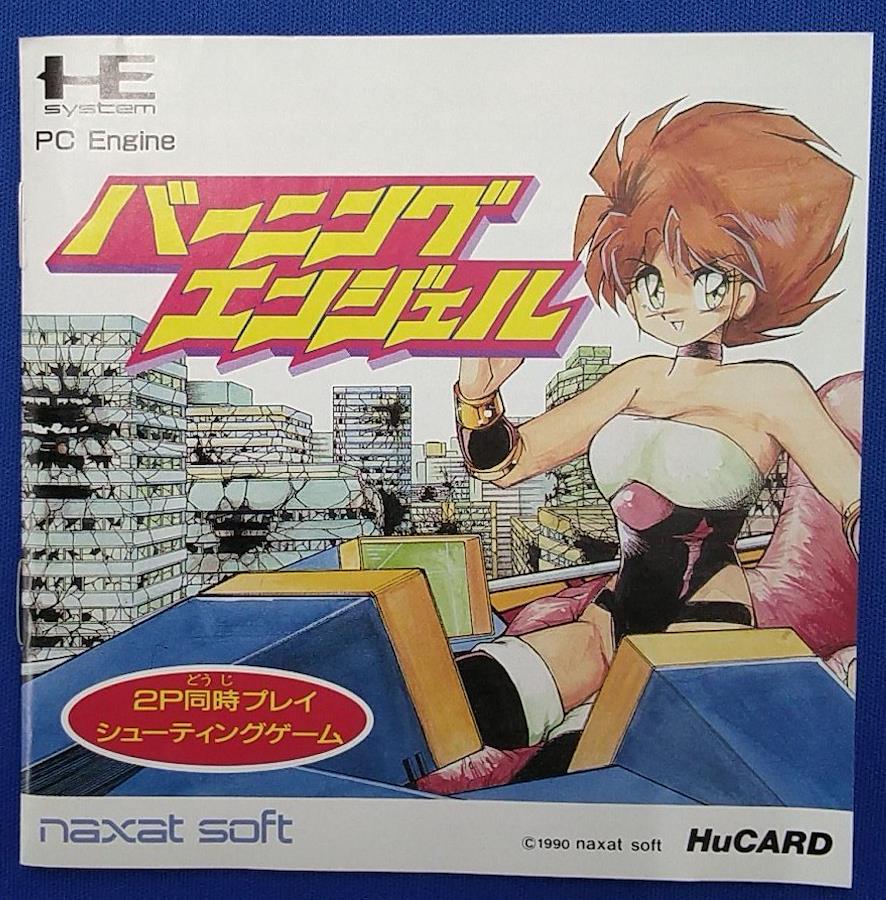 HE
system
PC Engine
バーニング
エンジェル
どうじ
2P同時プレイ
シューティングゲーム
naxat soft
©1990 naxat soft
HuCARD